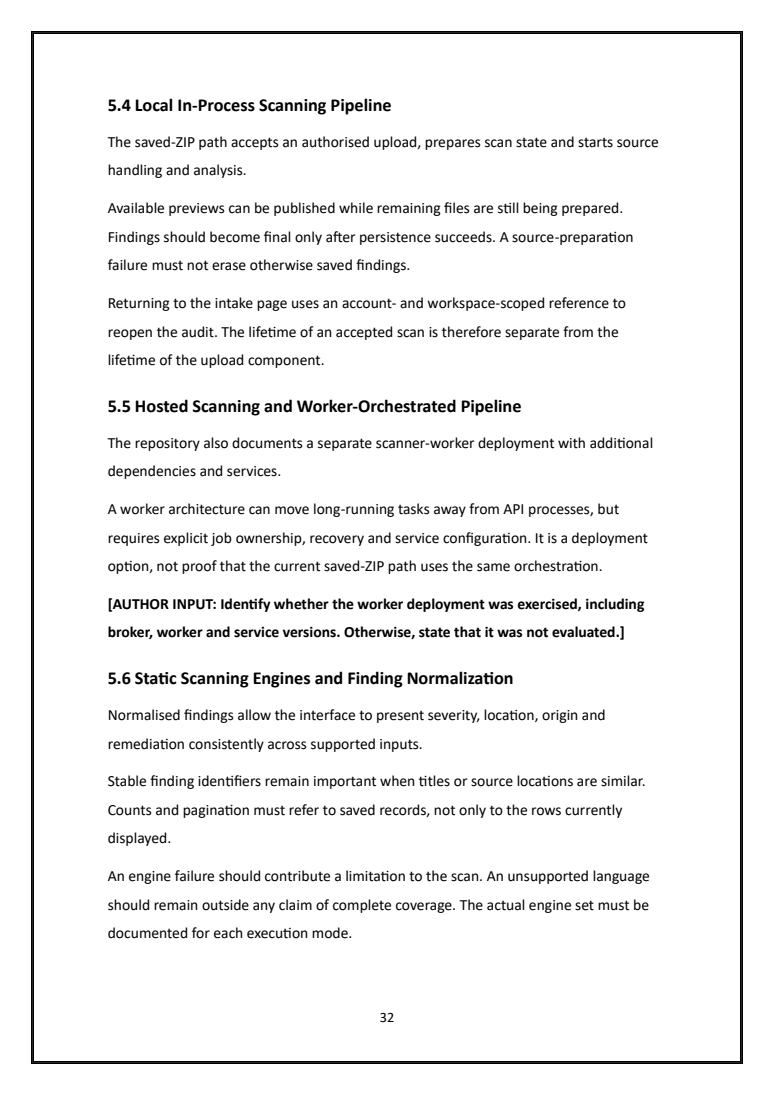 5.4 Local In-Process Scanning Pipeline
The saved-ZIP path accepts an authorised upload, prepares scan state and starts source
handling and analysis.
Available previews can be published while remaining files are still being prepared.
Findings should become final only after persistence succeeds. A source-preparation
failure must not erase otherwise saved findings.
Returning to the intake page uses an account- and workspace-scoped reference to
reopen the audit. The lifetime of an accepted scan is therefore separate from the
lifetime of the upload component.
5.5 Hosted Scanning and Worker-Orchestrated Pipeline
The repository also documents a separate scanner-worker deployment with additional
dependencies and services.
A worker architecture can move long-running tasks away from API processes, but
requires explicit job ownership, recovery and service configuration. It is a deployment
option, not proof that the current saved-ZIP path uses the same orchestration.
[AUTHOR INPUT: Identify whether the worker deployment was exercised, including
broker, worker and service versions. Otherwise, state that it was not evaluated.]
5.6 Static Scanning Engines and Finding Normalization
Normalised findings allow the interface to present severity, location, origin and
remediation consistently across supported inputs.
Stable finding identifiers remain important when titles or source locations are similar.
Counts and pagination must refer to saved records, not only to the rows currently
displayed.
An engine failure should contribute a limitation to the scan. An unsupported language
should remain outside any claim of complete coverage. The actual engine set must be
documented for each execution mode.
32